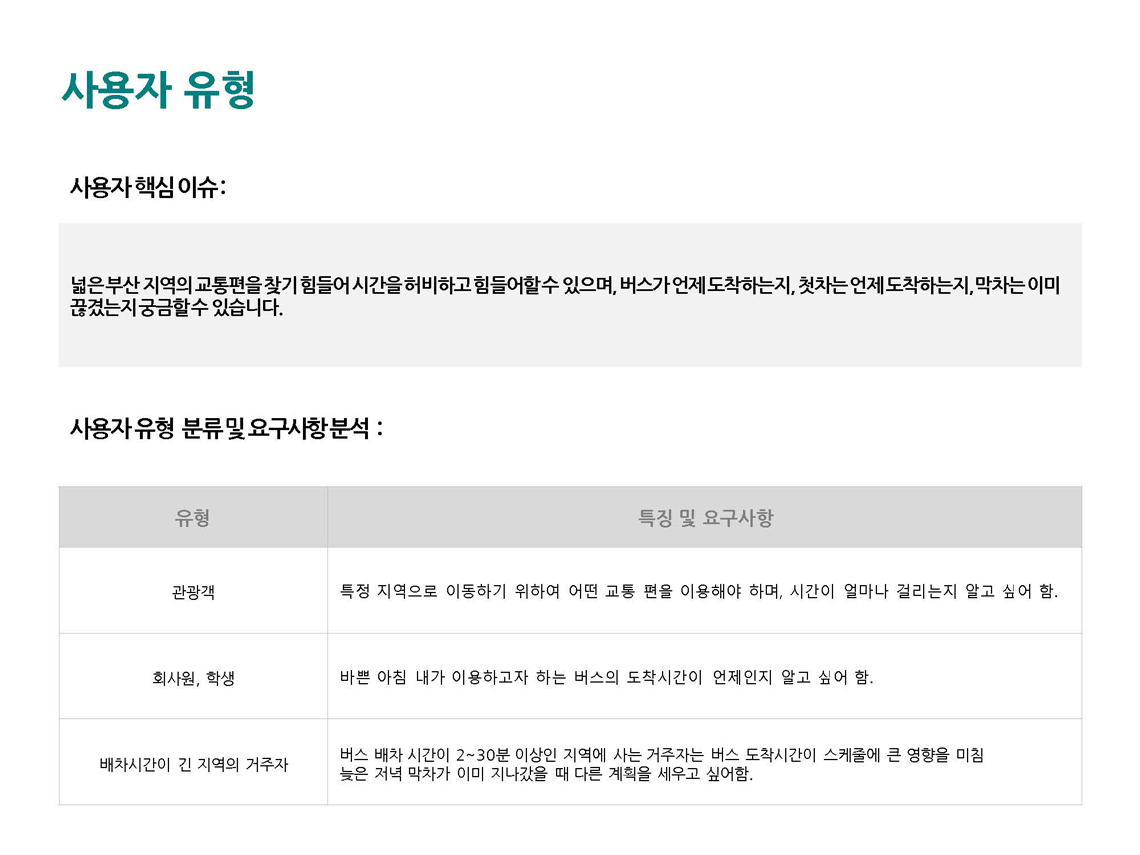 사용자 유형
사용자 핵심 이슈 :
넓은 부산 지역의 교통편을 찾기 힘들어 시간을 허비하고 힘들어할 수 있으며, 버스가 언제 도착하는지, 첫차는 언제 도착하는지, 막차는 이미
끊겼는지 궁금할 수 있습니다.
사용자 유형 분류 및 요구사항 분석 :
유형
특징 및 요구사항
관광객
특정 지역으로 이동하기 위하여 어떤 교통 편을 이용해야 하며, 시간이 얼마나 걸리는지 알고 싶어 함.
회사원, 학생
바쁜 아침 내가 이용하고자 하는 버스의 도착시간이 언제인지 알고 싶어 함.
배차시간이 긴 지역의 거주자
버스 배차 시간이 2~30분 이상인 지역에 사는 거주자는 버스 도착시간이 스케줄에 큰 영향을 미침
늦은 저녁 막차가 이미 지나갔을 때 다른 계획을 세우고 싶어함.